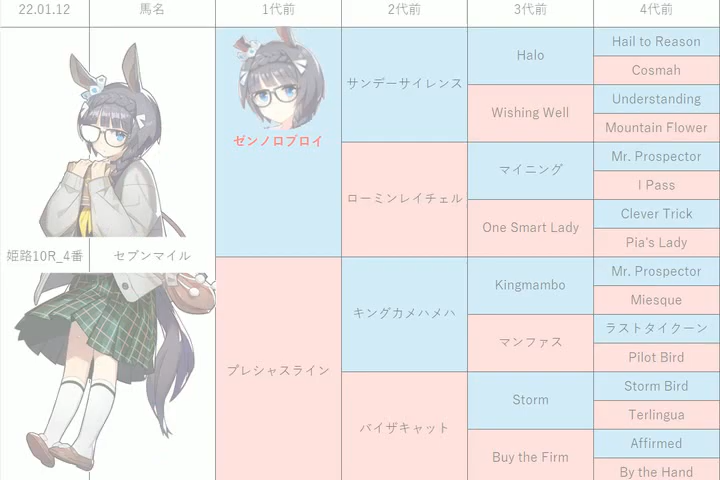 22.01.12 馬名 1代前 2代前 3代前 4代前
ゼンノロブロイ
姫路10R_4番 セブンマイル
プレシャスライン
サンデーサイレンス
ローミンレイチェル
キングカメハメハ
バイザキャット
Halo
Wishing Well
マイニング
One Smart Lady
Kingmambo
マンファス
Storm
Buy the Firm
Hail to Reason
Cosmah
Understanding
Mountain Flower
Mr. Prospector
I Pass
Clever Trick
Pia's Lady
Mr. Prospector
Miesque
ラストタイクーン
Pilot Bird
Storm Bird
Terlingua
Affirmed
By the Hand